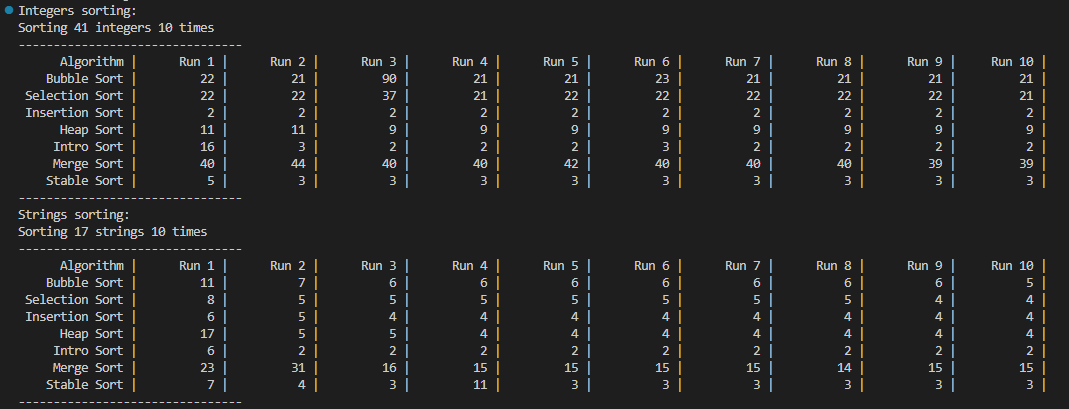 Integers sorting:
Sorting 41 integers 10 times
--------------------------------
Algorithm | Run 1 | Run 2 | Run 3 | Run 4 | Run 5 | Run 6 | Run 7 | Run 8 | Run 9 | Run 10 |
Bubble Sort | 22 | 21 | 90 | 21 | 21 | 23 | 21 | 21 | 21 | 21 |
Selection Sort | 22 | 22 | 37 | 21 | 22 | 22 | 22 | 22 | 22 | 21 |
Insertion Sort | 2 | 2 | 2 | 2 | 2 | 2 | 2 | 2 | 2 | 2 |
Heap Sort | 11 | 11 | 9 | 9 | 9 | 9 | 9 | 9 | 9 | 9 |
Intro Sort | 16 | 3 | 2 | 2 | 2 | 3 | 2 | 2 | 2 | 2 |
Merge Sort | 40 | 44 | 40 | 40 | 42 | 40 | 40 | 40 | 39 | 39 |
Stable Sort | 5 | 3 | 3 | 3 | 3 | 3 | 3 | 3 | 3 | 3 |
--------------------------------
Strings sorting:
Sorting 17 strings 10 times
--------------------------------
Algorithm | Run 1 | Run 2 | Run 3 | Run 4 | Run 5 | Run 6 | Run 7 | Run 8 | Run 9 | Run 10 |
Bubble Sort | 11 | 7 | 6 | 6 | 6 | 6 | 6 | 6 | 6 | 5 |
Selection Sort | 8 | 5 | 5 | 5 | 5 | 5 | 5 | 5 | 4 | 4 |
Insertion Sort | 6 | 5 | 4 | 4 | 4 | 4 | 4 | 4 | 4 | 4 |
Heap Sort | 17 | 5 | 5 | 4 | 4 | 4 | 4 | 4 | 4 | 4 |
Intro Sort | 6 | 2 | 2 | 2 | 2 | 2 | 2 | 2 | 2 | 2 |
Merge Sort | 23 | 31 | 16 | 15 | 15 | 15 | 15 | 14 | 15 | 15 |
Stable Sort | 7 | 4 | 3 | 11 | 3 | 3 | 3 | 3 | 3 | 3 |
--------------------------------